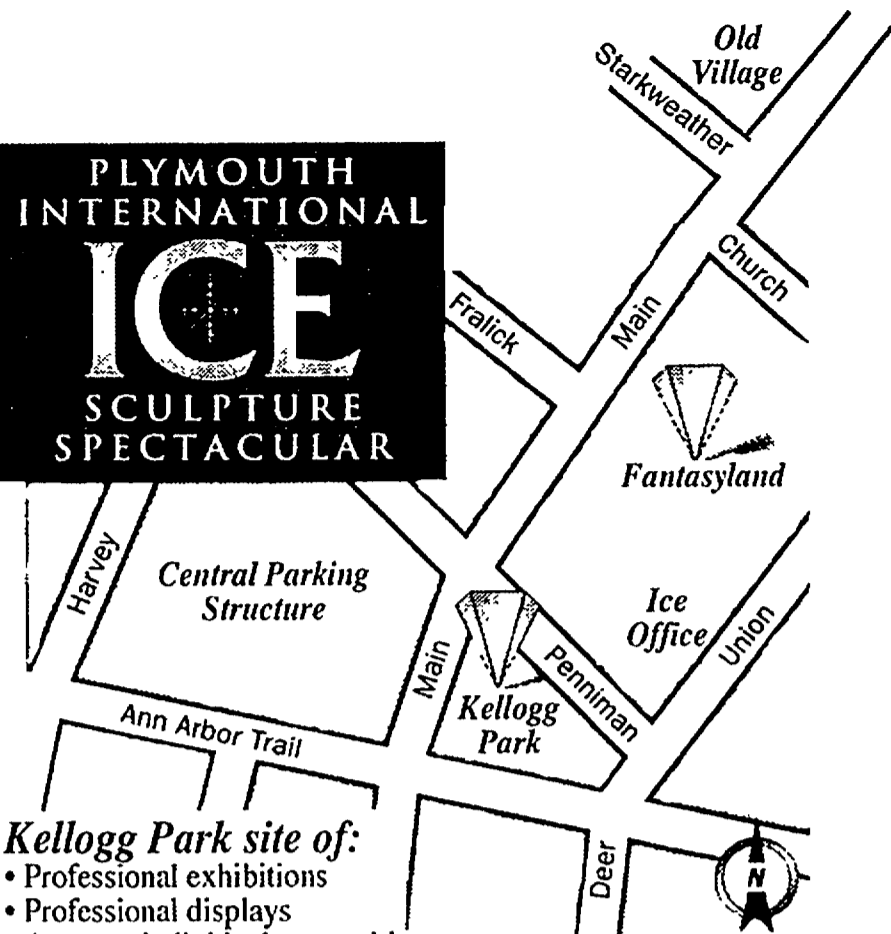 Old
Village
Starkweather
PLYMOUTH
INTERNATIONAL
ICE
SCULPTURE
SPECTACULAR
Church
Main
Fralick
Fantasyland
Harvey
Central Parking
Structure
Ice
Office
Union
Main
Penniman
Kellogg
Park
Ann Arbor Trail
Kellogg Park site of:
• Professional exhibitions
• Professional displays
Deer
N